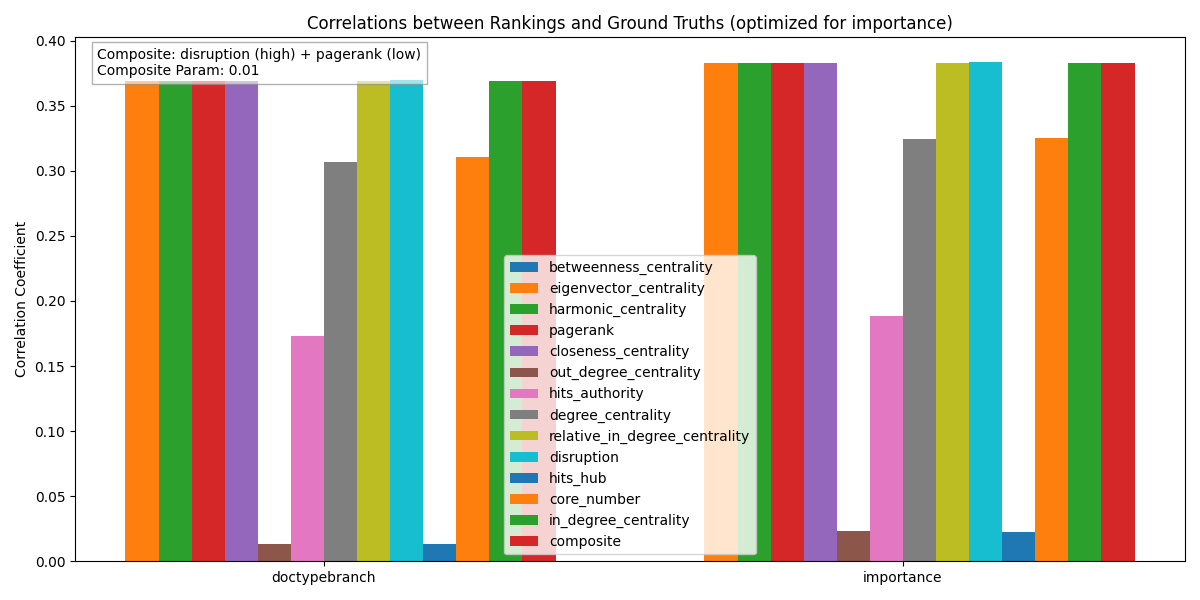 Correlations between Rankings and Ground Truths (optimized for importance)
Composite: disruption (high) + pagerank (low)
Composite Param: 0.01
Correlation Coefficient
0.40
0.35
0.30
0.25
0.20
0.15
0.10
0.05
0.00
betweenness_centrality
eigenvector_centrality
harmonic_centrality
pagerank
closeness_centrality
out_degree_centrality
hits_authority
degree_centrality
relative_in_degree_centrality
disruption
hits_hub
core_number
in_degree_centrality
composite
doctypebranch
importance